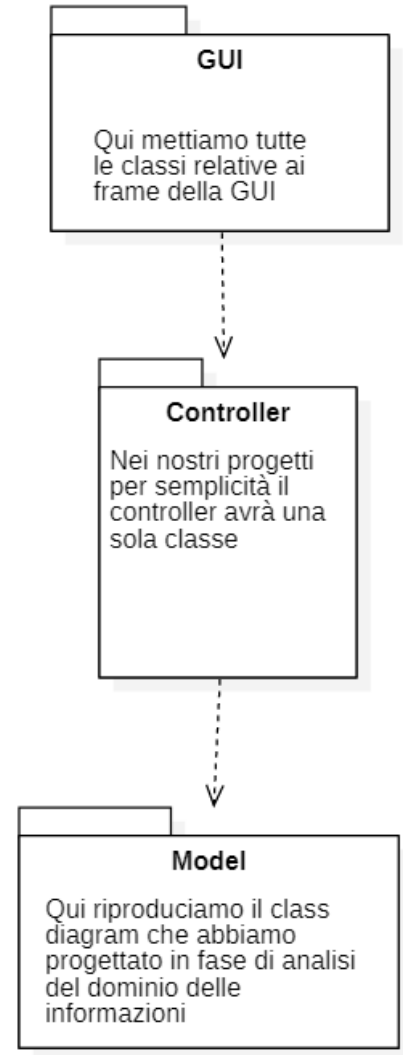 GUI
Qui mettiamo tutte
le classi relative ai
frame della GUI
Controller
Nei nostri progetti
per semplicità il
controller avrà una
sola classe
Model
Qui riproduciamo il class
diagram che abbiamo
progettato in fase di analisi
del dominio delle
informazioni